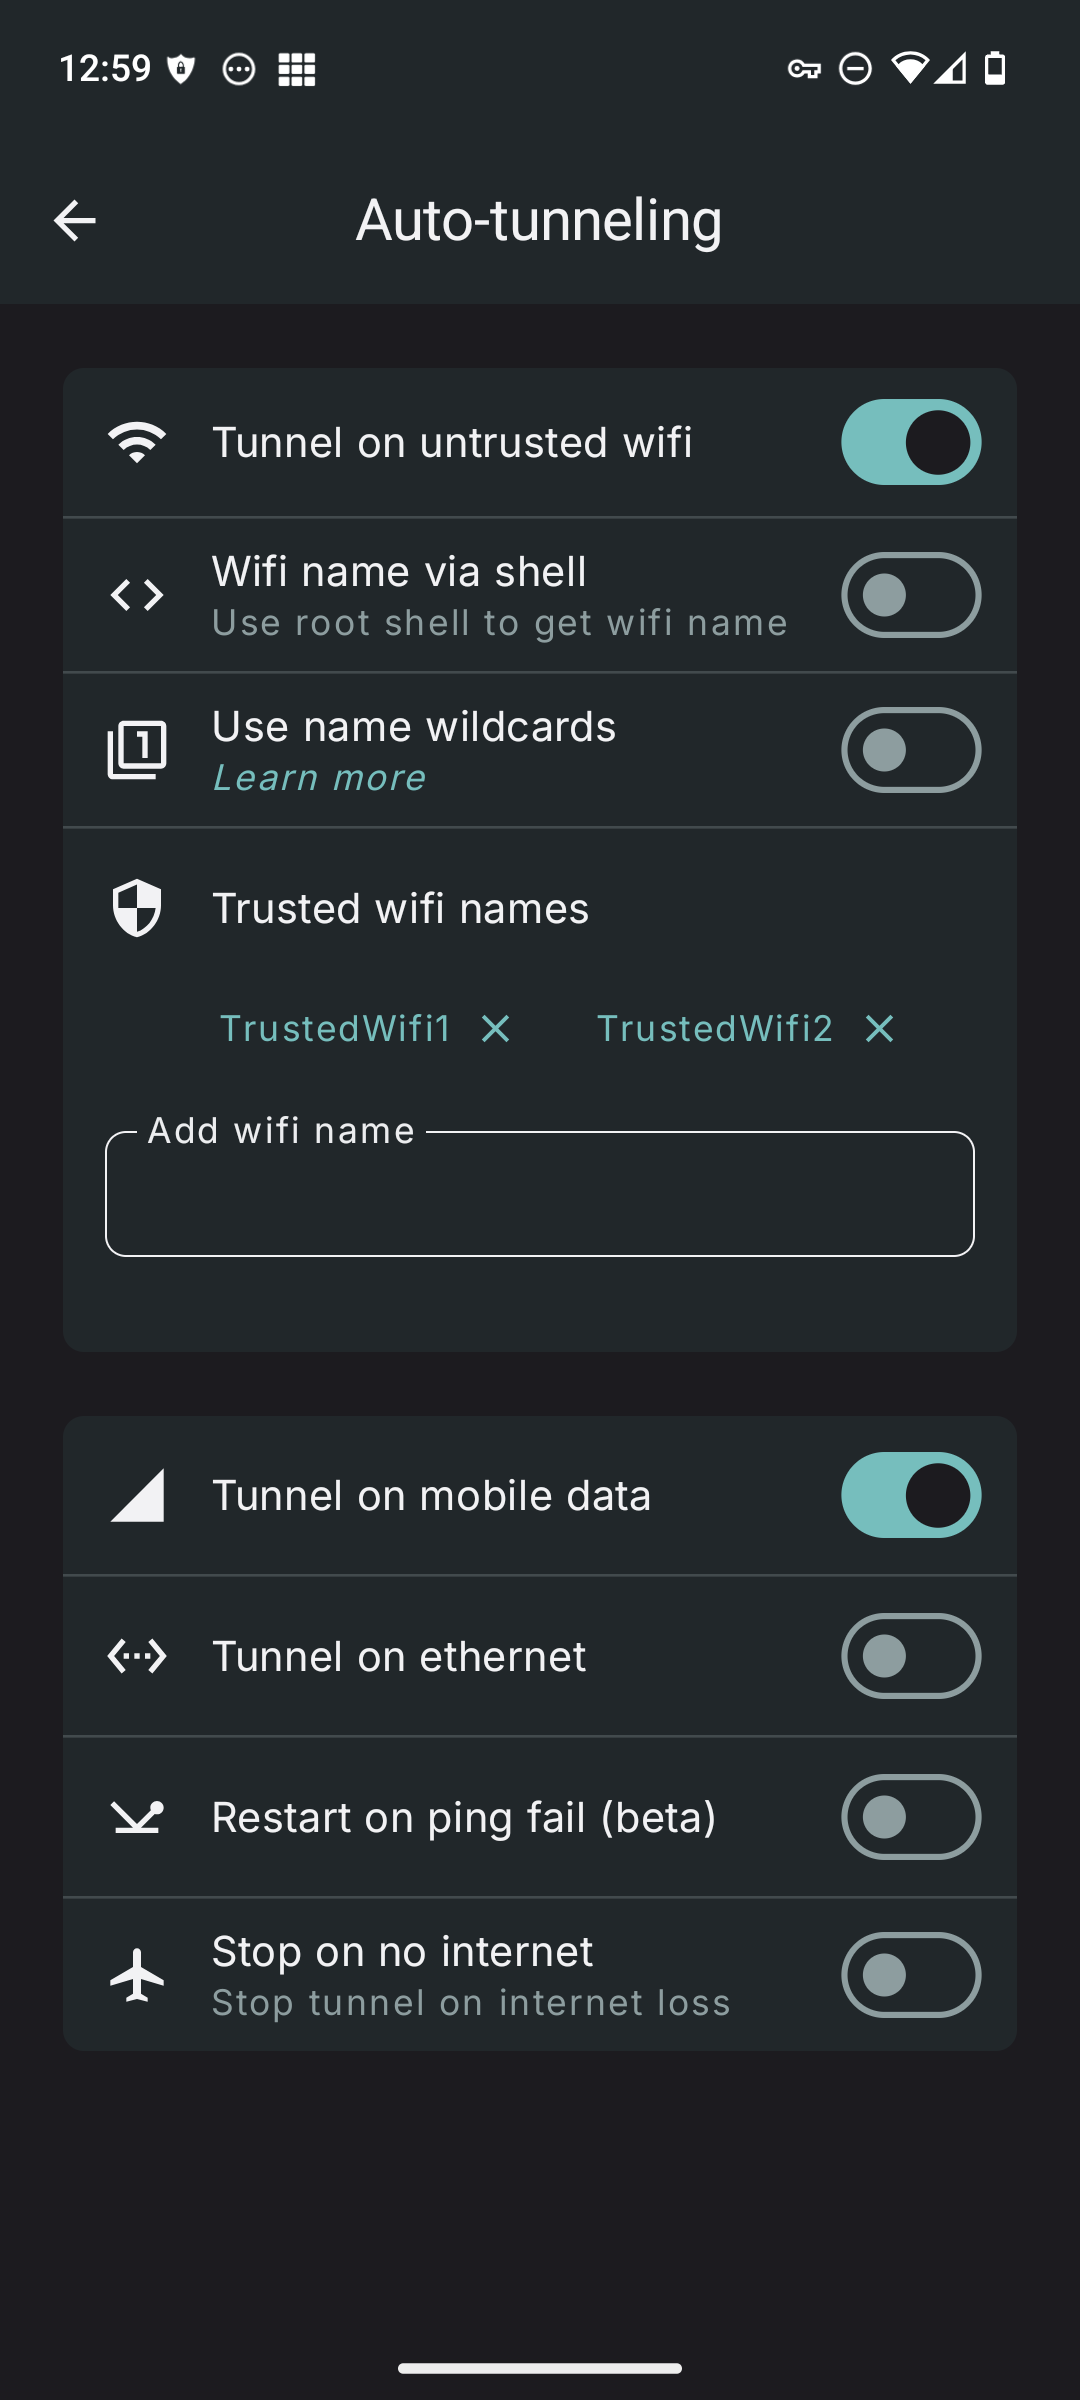 12:59
Auto-tunneling
Tunnel on untrusted wifi
Wifi name via shell
Use root shell to get wifi name
Use name wildcards
Learn more
Trusted wifi names
TrustedWifi1 TrustedWifi2
Add wifi name
Tunnel on mobile data
Tunnel on ethernet
Restart on ping fail (beta)
Stop on no internet
Stop tunnel on internet loss